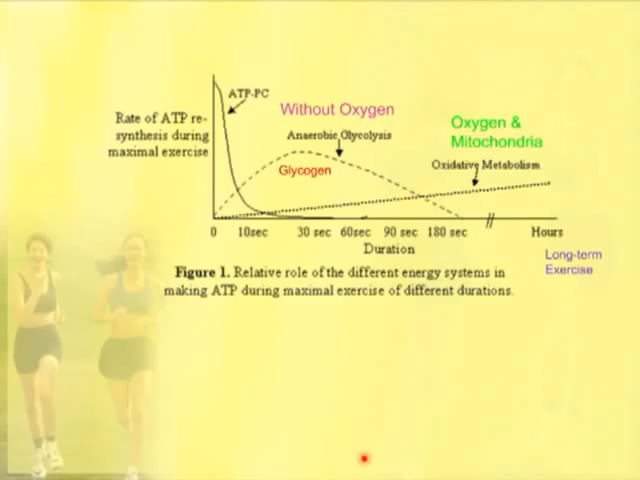 ATP-PC
Without Oxygen
Rate of ATP re-
synthesis during
maximal exercise
Anaerobic Glycolysis
Oxygen &
Mitochondria
Glycogen
Oxidative Metabolism
0 10sec 30 sec 60sec 90 sec 180 sec Hours
Duration
Long-term
Exercise
Figure 1. Relative role of the different energy systems in
making ATP during maximal exercise of different durations.